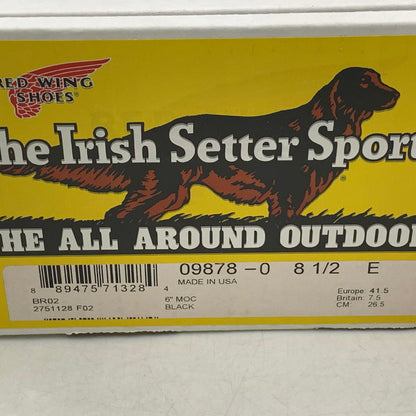 RED WING
SHOES®
he Irish Setter Sport
®
HE ALL AROUND OUTDOOR
09878-0 8 1/2 E
MADE IN USA
8 89475 71328 4
BR02
2751128 F02
6" MOC
BLACK
Europe: 41.5
Britain: 7.5
CM: 26.5